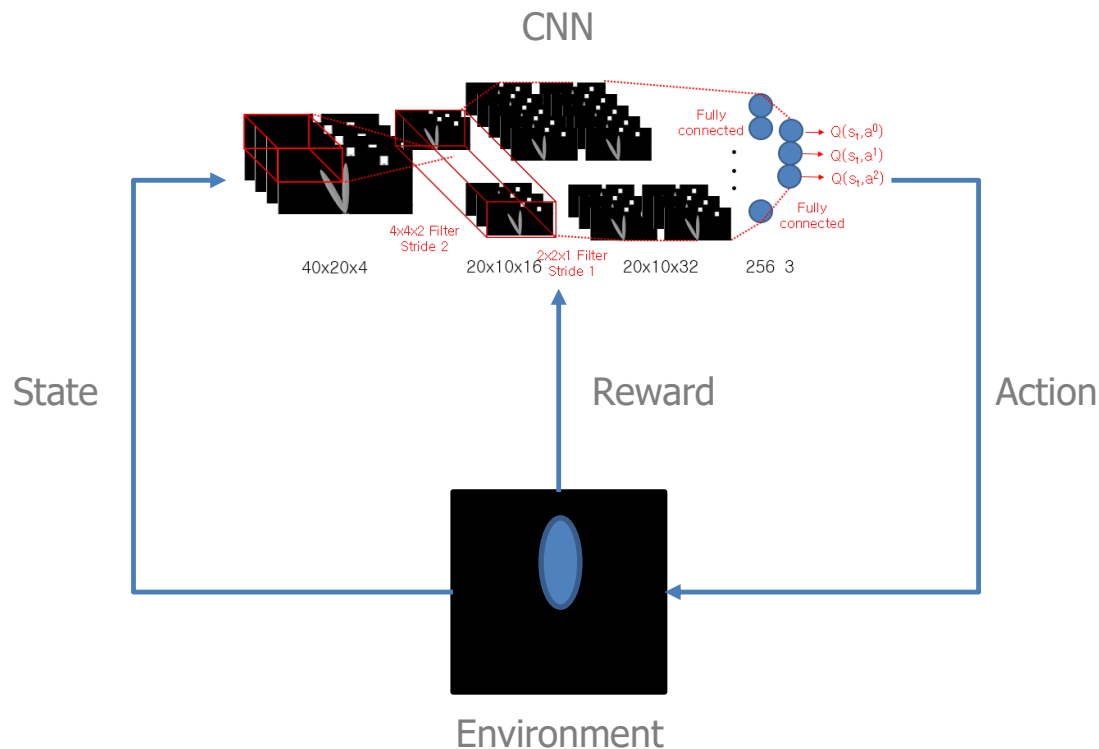 CNN
Fully
connected
Q(sₜ,a⁰)
Q(sₜ,a¹)
Q(sₜ,a²)
Fully
connected
4x4x2 Filter
Stride 2
2x2x1 Filter
Stride 1
40x20x4
20x10x16
20x10x32
256 3
State
Reward
Action
Environment